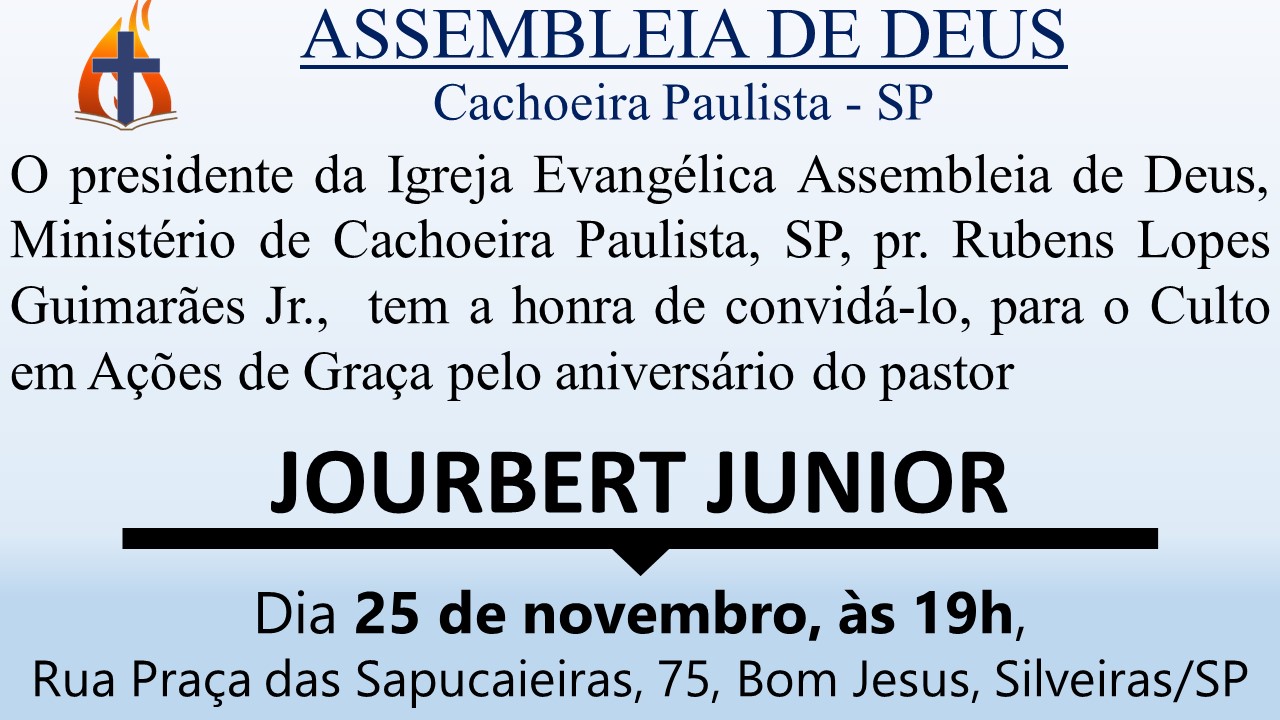 ASSEMBLEIA DE DEUS
Cachoeira Paulista - SP
O presidente da Igreja Evangélica Assembleia de Deus,
Ministério de Cachoeira Paulista, SP, pr. Rubens Lopes
Guimarães Jr., tem a honra de convidá-lo, para o Culto
em Ações de Graça pelo aniversário do pastor
JOURBERT JUNIOR
Dia 25 de novembro, às 19h,
Rua Praça das Sapucaieiras, 75, Bom Jesus, Silveiras/SP